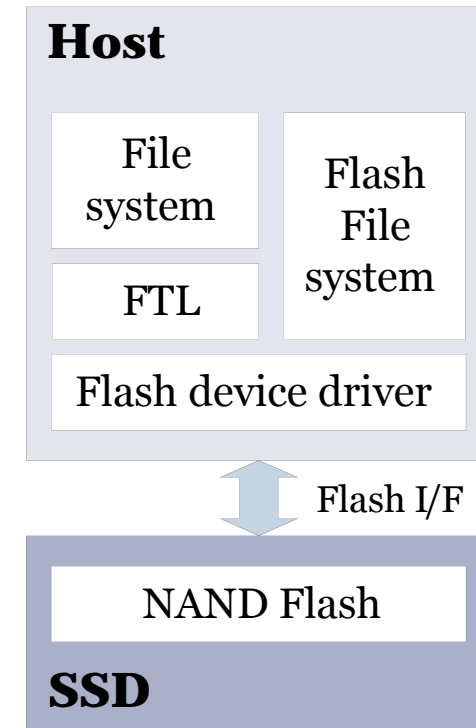 Host
File
system
Flash
File
system
FTL
Flash device driver
Flash I/F
NAND Flash
SSD